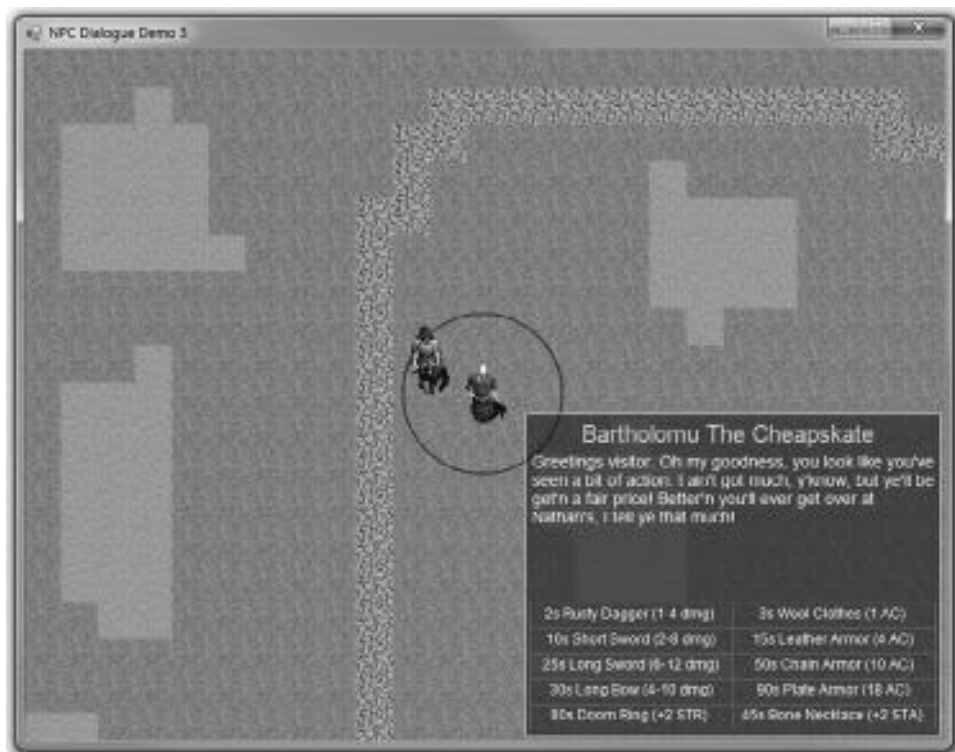 NPC Dialogue Demo 3
Bartholomu The Cheapskate
Greetings visitor. Oh my goodness, you look like you've
seen a bit of action. I ain't got much, y'know, but ye'll be
get'n a fair price! Better'n you'll ever get over at
Nathan's, I tell ye that much!
2s Rusty Dagger (1-4 dmg) 3s Wool Clothes (1 AC)
10s Short Sword (2-8 dmg) 15s Leather Armor (4 AC)
25s Long Sword (6-12 dmg) 50s Chain Armor (10 AC)
30s Long Bow (4-10 dmg) 90s Plate Armor (18 AC)
80s Doom Ring (+2 STR) 45s Bone Necklace (+2 STA)